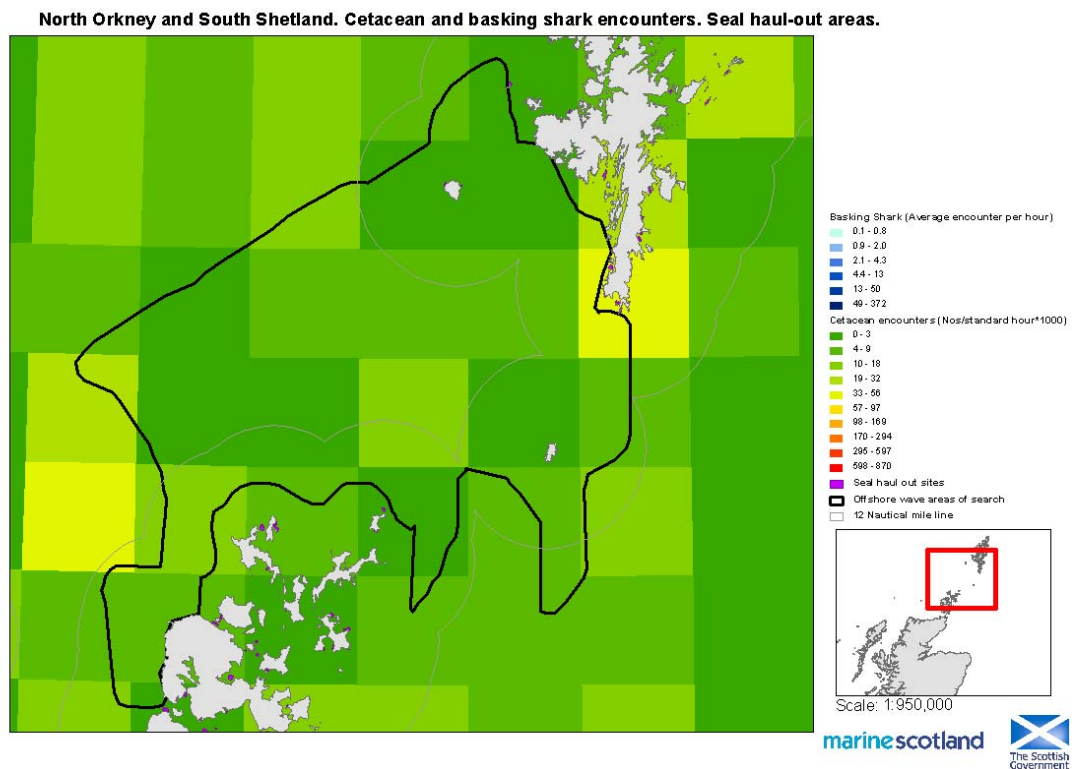 North Orkney and South Shetland. Cetacean and basking shark encounters. Seal haul-out areas.
Basking Shark (Average encounter per hour)
0.1 - 0.8
0.9 - 2.0
2.1 - 4.3
4.4 - 13
13 - 50
49 - 372
Cetacean encounters (Nos/standard hour*1000)
0 - 3
4 - 9
10 - 18
19 - 32
33 - 56
57 - 97
98 - 169
170 - 294
295 - 597
598 - 870
Seal haul out sites
Offshore wave areas of search
12 Nautical mile line
Scale: 1:950,000
marinescotland
The Scottish
Government